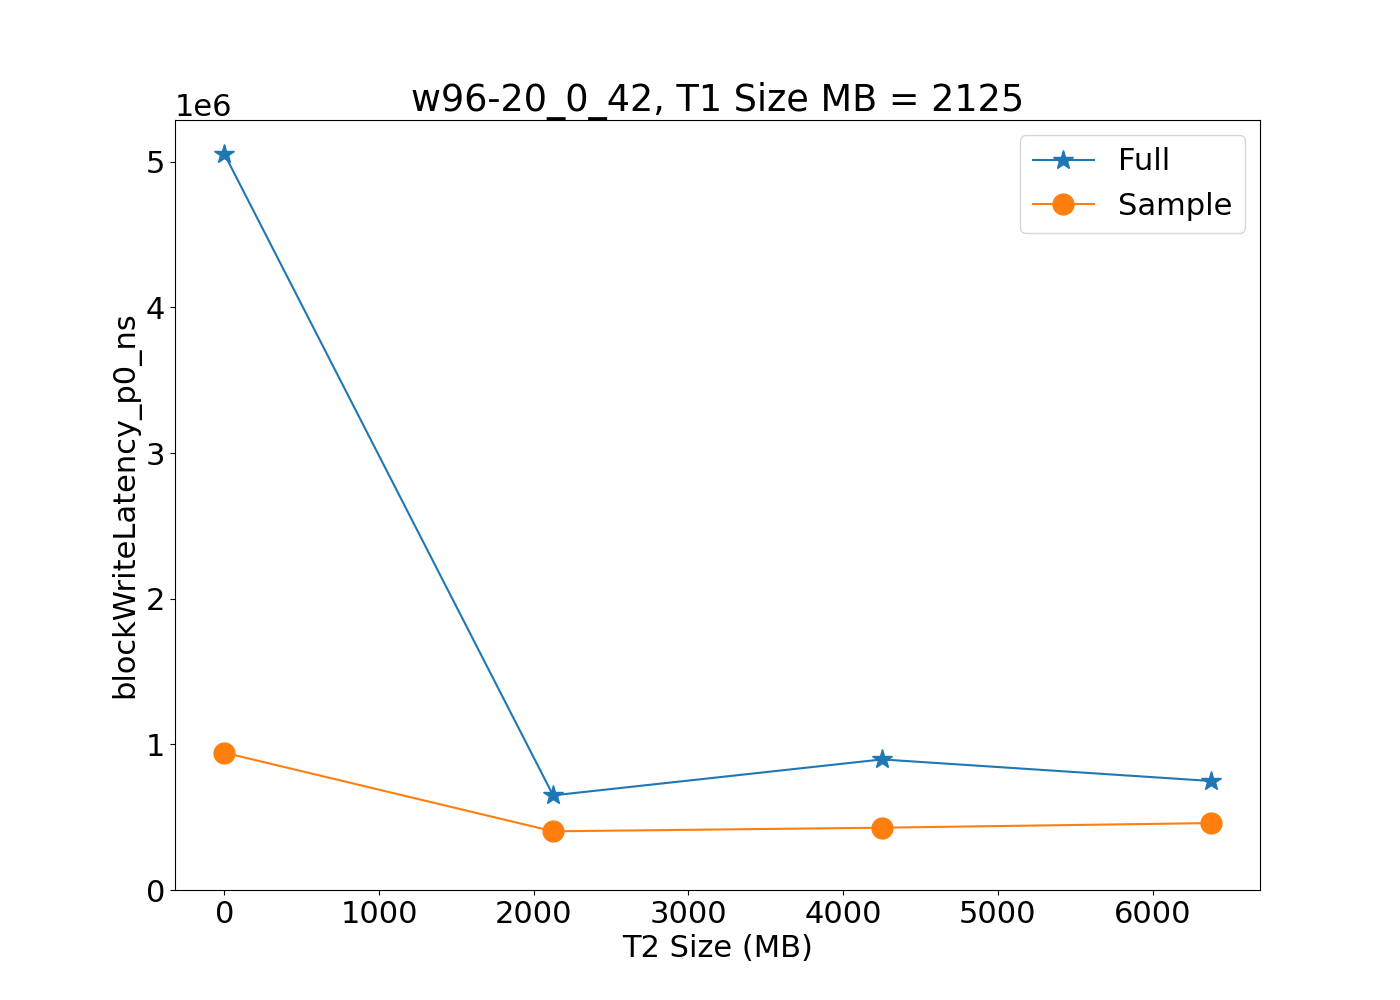 w96-20_0_42, T1 Size MB = 2125
1e6
Full
Sample
5
4
3
2
1
0
blockWriteLatency_p0_ns
0 1000 2000 3000 4000 5000 6000
T2 Size (MB)